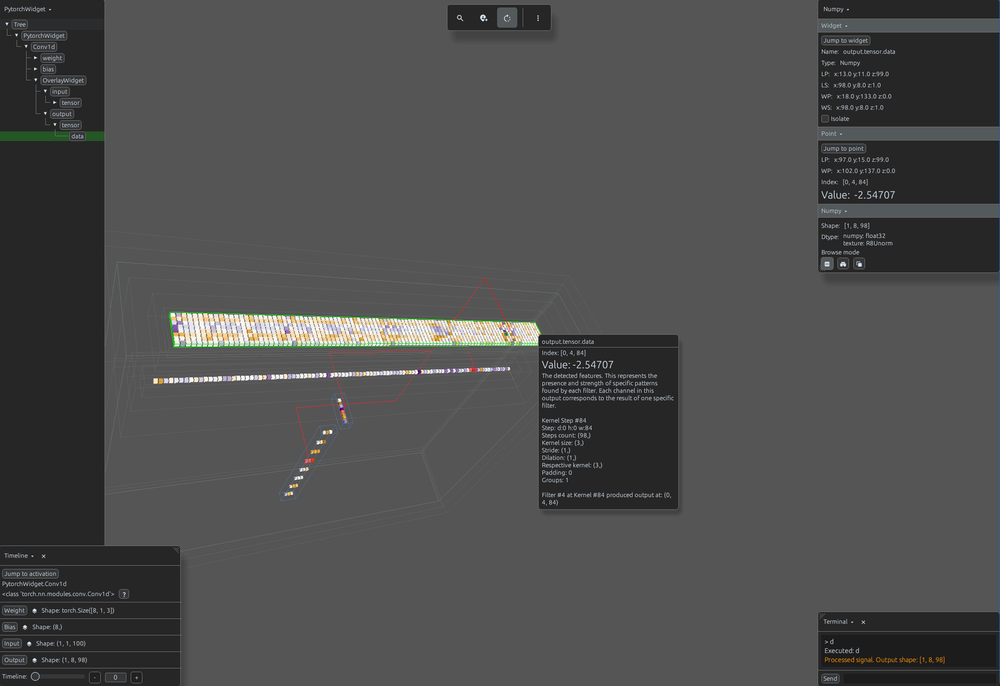 PytorchWidget
Tree
PytorchWidget
Conv1d
weight
bias
OverlayWidget
input
tensor
output
tensor
data
Numpy
Widget
Jump to widget
Name: output.tensor.data
Type: Numpy
LP: x:13.0 y:11.0 z:99.0
LS: x:98.0 y:8.0 z:1.0
WP: x:18.0 y:133.0 z:0.0
WS: x:98.0 y:8.0 z:1.0
Isolate
Point
Jump to point
LP: x:97.0 y:15.0 z:99.0
WP: x:102.0 y:137.0 z:0.0
Index: [0, 4, 84]
Value: -2.54707
Numpy
Shape: [1, 8, 98]
Dtype: numpy: float32
texture: R8Unorm
Browse mode
output.tensor.data
Index: [0, 4, 84]
Value: -2.54707
The detected features. This represents the
presence and strength of specific patterns
found by each filter. Each channel in this
output corresponds to the result of one specific
filter.
Kernel Step #84
Step: d:0 h:0 w:84
Steps count: (98,)
Kernel size: (3,)
Stride: (1,)
Dilation: (1,)
Respective kernel: (3,)
Padding: 0
Groups: 1
Filter #4 at Kernel #84 produced output at: (0,
4, 84)
Timeline
Jump to activation
PytorchWidget.Conv1d
<class 'torch.nn.modules.conv.Conv1d'> ?
Weight Shape: torch.Size([8, 1, 3])
Bias Shape: (8,)
Input Shape: (1, 1, 100)
Output Shape: (1, 8, 98)
Timeline: - 0 +
Terminal
> d
Executed: d
Processed signal. Output shape: [1, 8, 98]
Send